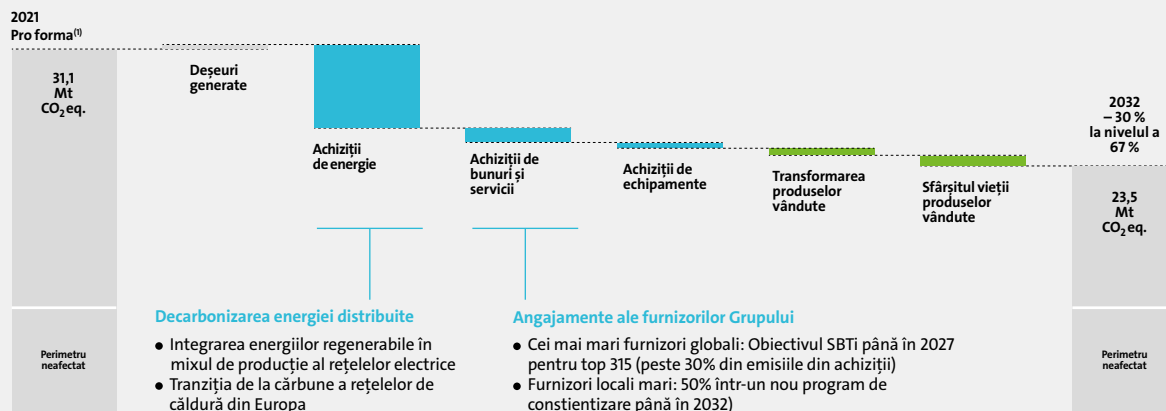 2021
Pro forma(1)
31,1
Mt
CO2 eq.
Deșeuri
generate
Achiziții
de energie
Achiziții de
bunuri și
servicii
Achiziții de
echipamente
Transformarea
produselor
vândute
Sfârșitul vieții
produselor
vândute
2032
– 30 %
la nivelul a
67 %
23,5
Mt
CO2 eq.
Perimetru
neafectat
Decarbonizarea energiei distribuite
• Integrarea energiilor regenerabile în
mixul de producție al rețelelor electrice
• Tranziția de la cărbune a rețelelor de
căldură din Europa
Angajamente ale furnizorilor Grupului
• Cei mai mari furnizori globali: Obiectivul SBTi până în 2027
pentru top 315 (peste 30% din emisiile din achiziții)
• Furnizori locali mari: 50% într-un nou program de
conștientizare până în 2032)
Perimetru
neafectat